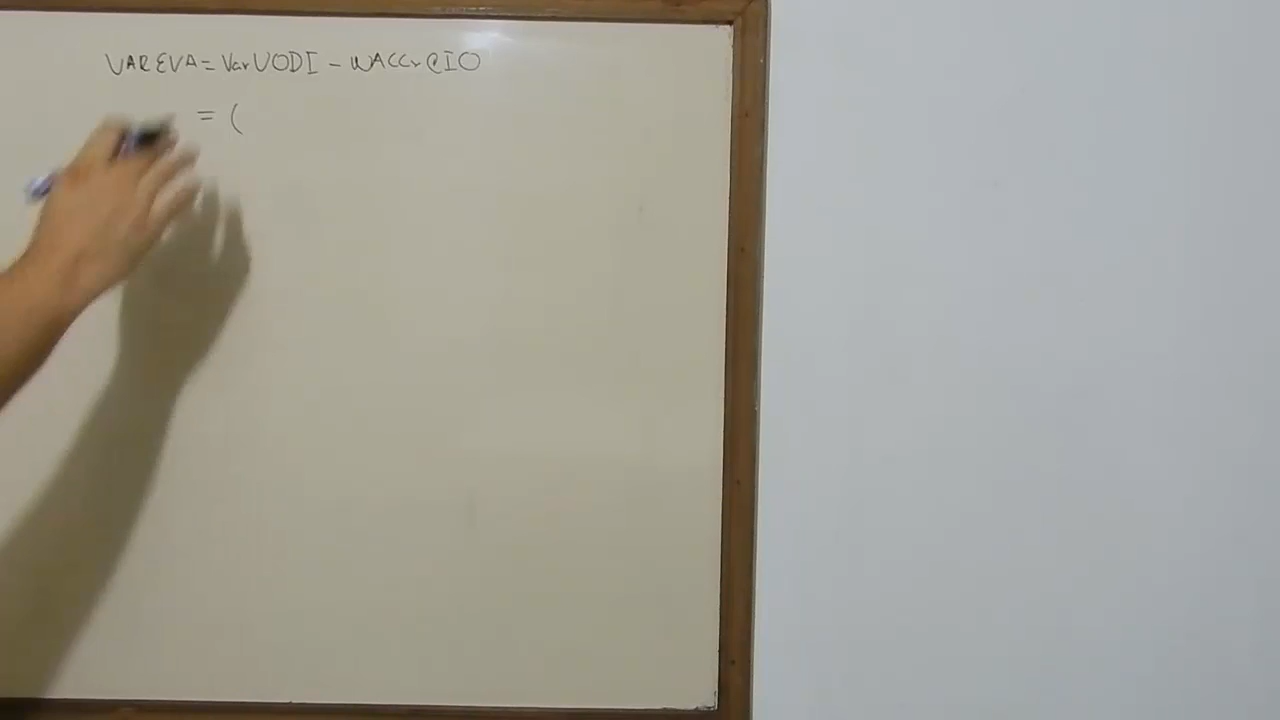 VAR EVA = Var UODI - WACC x CIO
= (